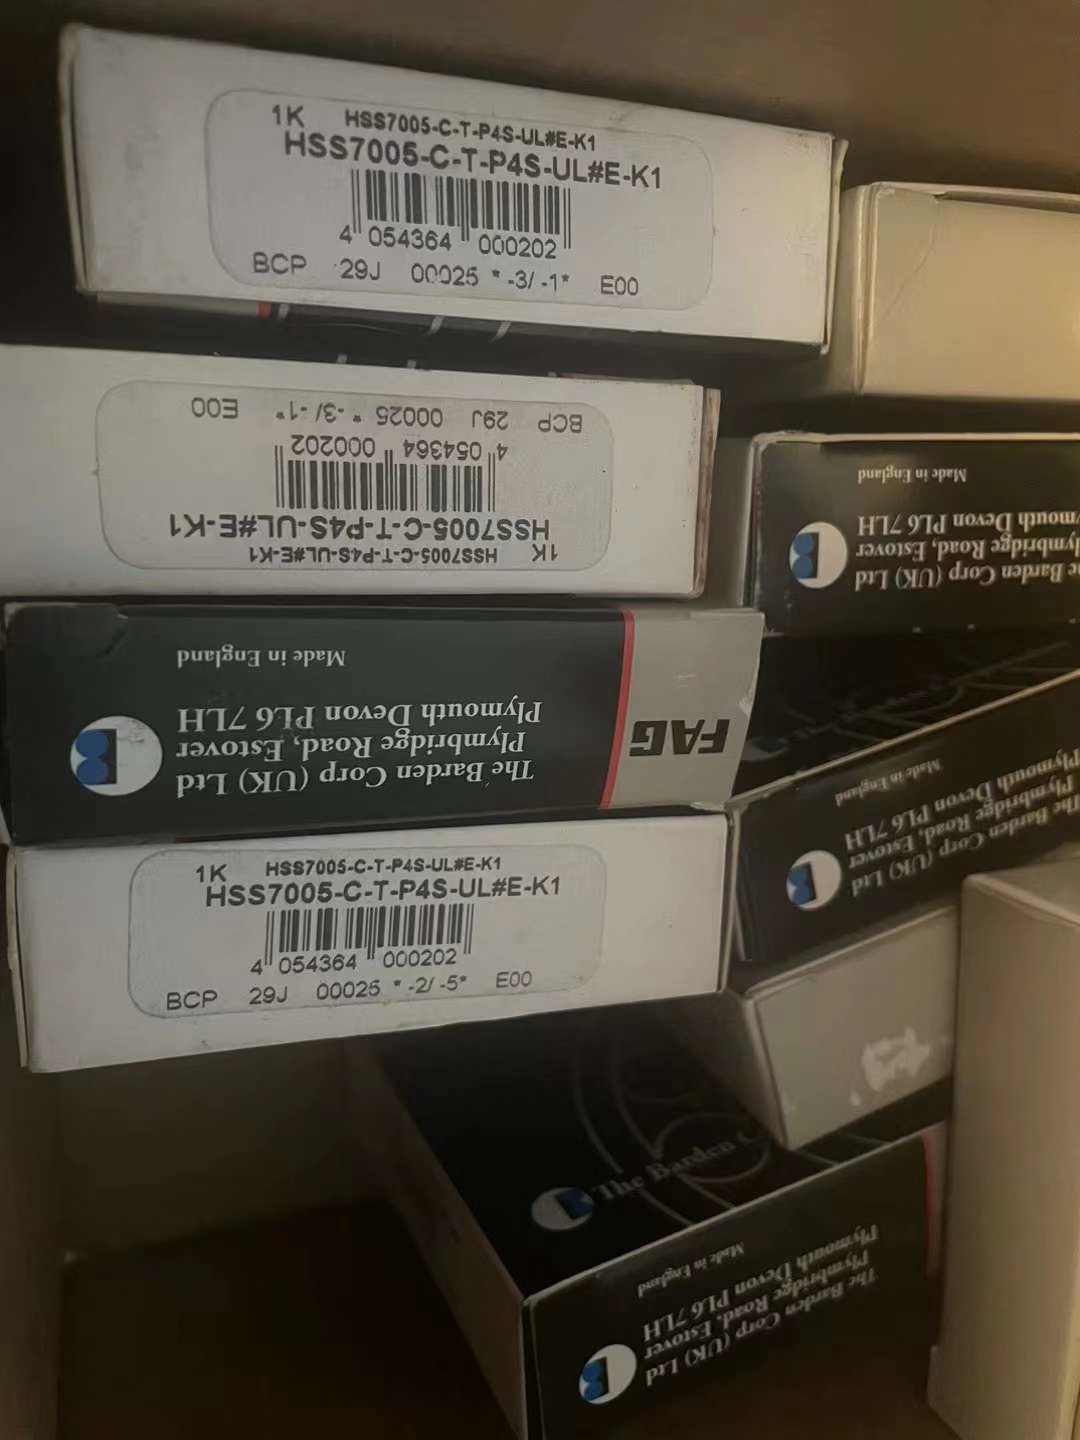 1K HSS7005-C-T-P4S-UL#E-K1
HSS7005-C-T-P4S-UL#E-K1
4 054364 000202
BCP 29J 00025 * -3/ -1* E00
1K HSS7005-C-T-P4S-UL#E-K1
HSS7005-C-T-P4S-UL#E-K1
4 054364 000202
BCP 29J 00025 * -3/ -1* E00
FAG
The Barden Corp (UK) Ltd
Plymbridge Road, Estover
Plymouth Devon PL6 7LH
Made in England
1K HSS7005-C-T-P4S-UL#E-K1
HSS7005-C-T-P4S-UL#E-K1
4 054364 000202
BCP 29J 00025 * -2/ -5* E00
Barden Corp (UK) Ltd
Estover
Devon PL6 7LH
Made in England
The Barden Corp (UK) Ltd
Plymbridge Road, Estover
Plymouth Devon PL6 7LH
Made in England
The Barden
The Barden Corp (UK) Ltd
Plymbridge Road, Estover
Plymouth Devon PL6 7LH
Made in England